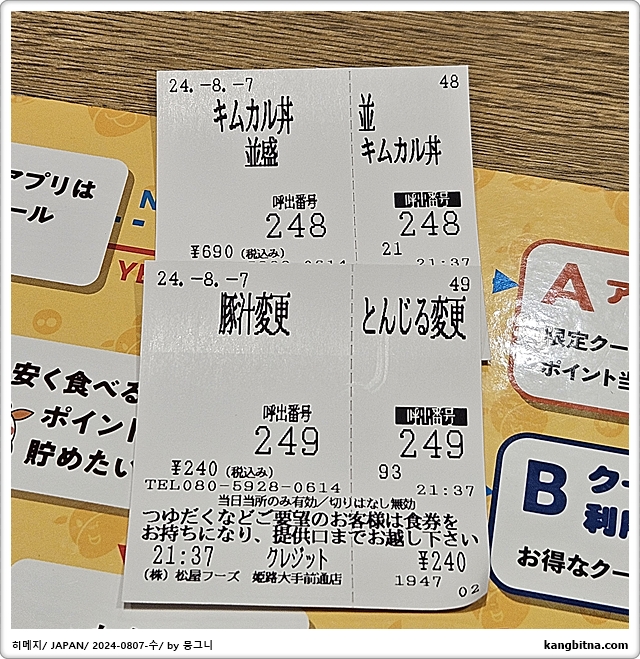 24.-8.-7
48
キムカル丼
並盛
並
キムカル丼
呼出番号
呼出番号
248
248
¥690(税込み)
21
21:37
24.-8.-7
49
豚汁変更
とんじる変更
呼出番号
呼出番号
249
249
¥240(税込み)
93
TEL080-5928-0614
21:37
当日当所のみ有効/切りはなし無効
つゆだくなどご要望のお客様は食券を
お持ちになり、提供口までお越し下さい
21:37
クレジット
¥240
(株)松屋フーズ 姫路大手前通店
1947
02
アプリは
ール
安く食べる
ポイント
貯めたい
A ア
限定クー
ポイント当
B クー
利用
お得なクー
히메지/ JAPAN/ 2024-0807-수/ by 뭉그니
kangbitna.com